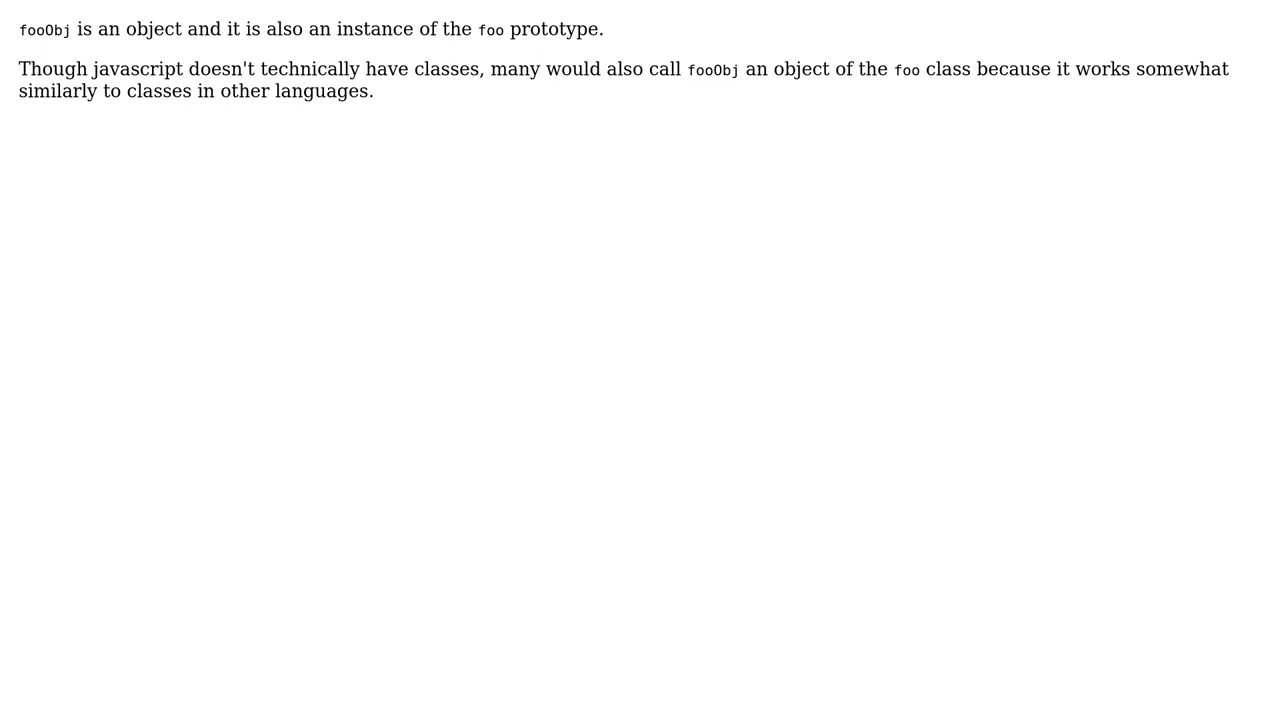 fooObj is an object and it is also an instance of the foo prototype.
Though javascript doesn't technically have classes, many would also call fooObj an object of the foo class because it works somewhat
similarly to classes in other languages.